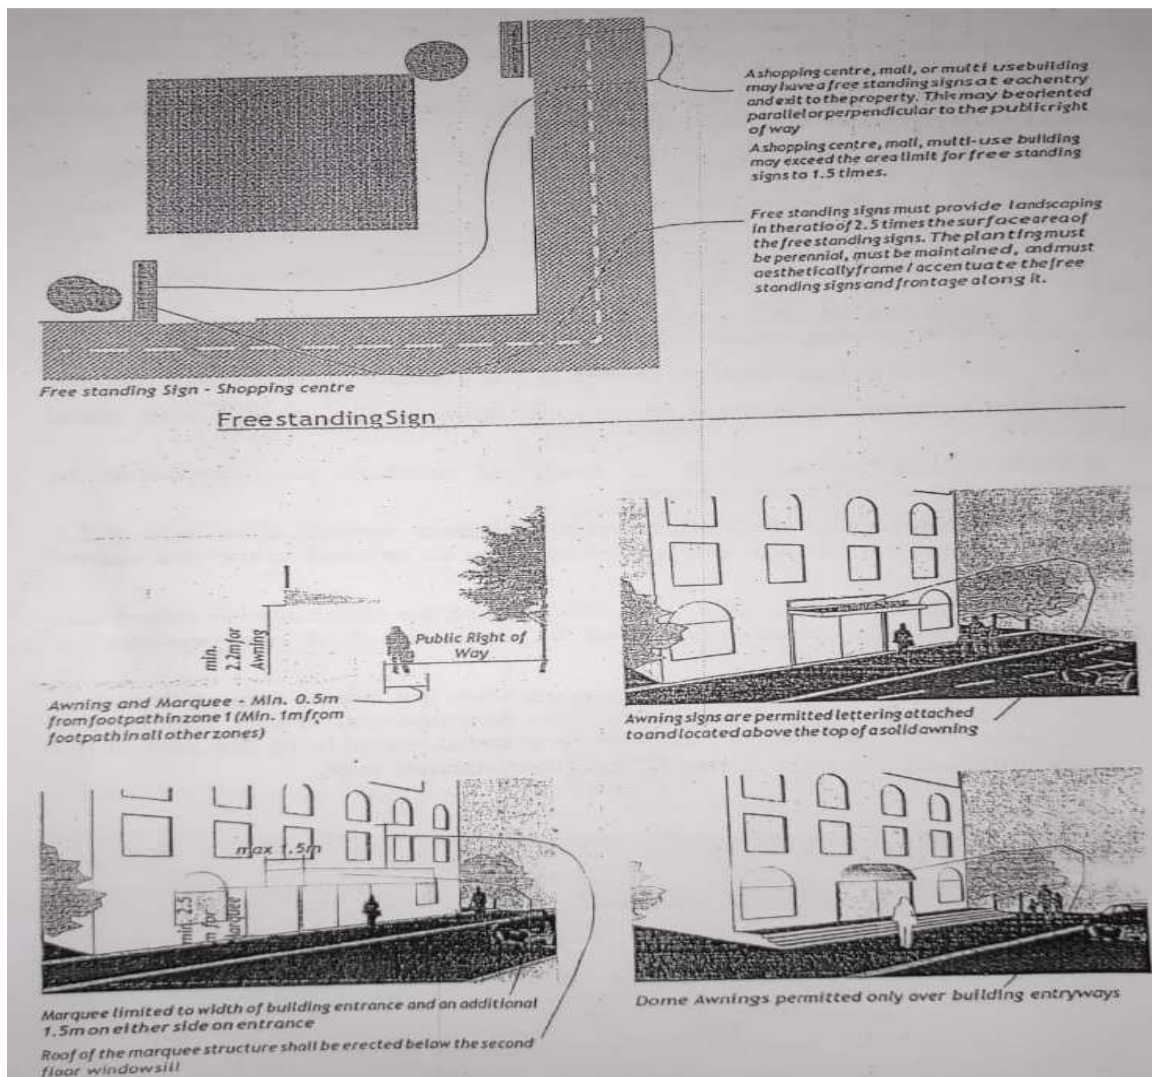 A shopping centre, mall, or multi use building
may have a free standing signs at each entry
and exit to the property. This may be oriented
parallel or perpendicular to the public right
of way
A shopping centre, mall, multi-use building
may exceed the area limit for free standing
signs to 1.5 times.
Free standing signs must provide landscaping
in the ratio of 2.5 times the surface area of
the free standing signs. The planting must
be perennial, must be maintained, and must
aesthetically frame / accentuate the free
standing signs and frontage along it.
Free standing Sign - Shopping centre
Free standing Sign
min.
2.2m for
Awning
Public Right of
Way
Awning and Marquee - Min. 0.5m
from footpath in zone 1 (Min. 1m from
footpath in all other zones)
Awning signs are permitted lettering attached
to and located above the top of a solid awning
max 1.5m
min. 2.5
m for
Marquee
Marquee limited to width of building entrance and an additional
1.5m on either side on entrance
Roof of the marquee structure shall be erected below the second
floor windowsill
Dome Awnings permitted only over building entryways